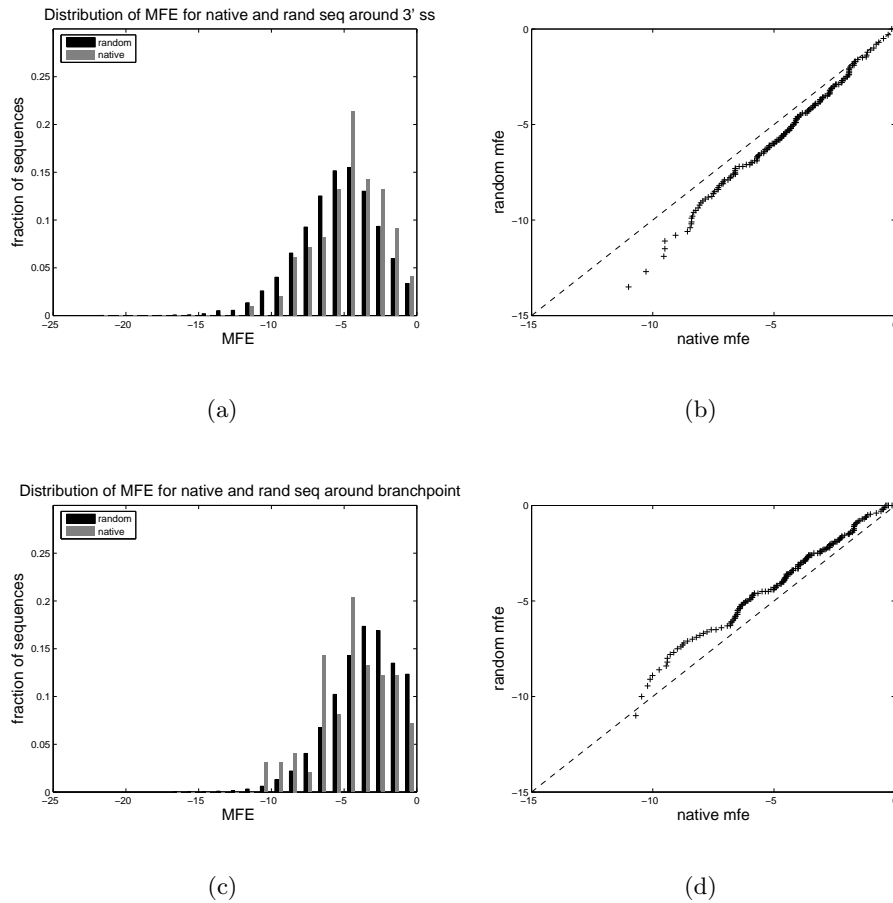 Distribution of MFE for native and rand seq around 3' ss
random
native
0.25
0.2
0.15
0.1
0.05
0
−25
−20
−15
−10
−5
0
fraction of sequences
MFE
0
−5
−10
−15
−15
−10
−5
0
random mfe
native mfe
(a)
(b)
Distribution of MFE for native and rand seq around branchpoint
random
native
0.25
0.2
0.15
0.1
0.05
0
−25
−20
−15
−10
−5
0
fraction of sequences
MFE
0
−5
−10
−15
−15
−10
−5
random mfe
native mfe
(c)
(d)